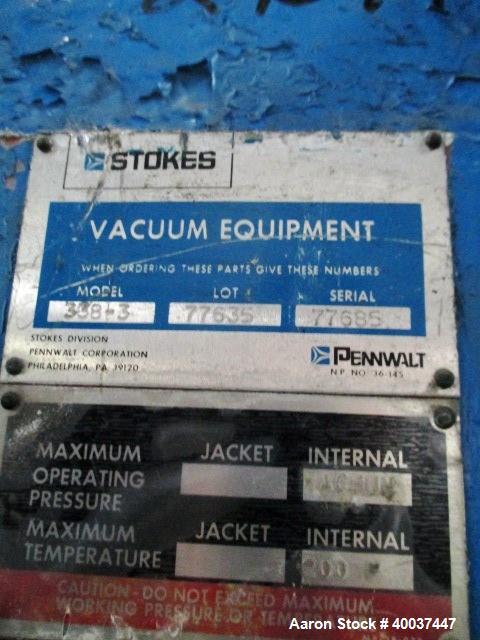 STOKES
VACUUM EQUIPMENT
WHEN ORDERING THESE PARTS GIVE THESE NUMBERS
MODEL LOT SERIAL
338-3 77635 77685
STOKES DIVISION
PENNWALT CORPORATION
PHILADELPHIA, PA 19120
PENNWALT
N.P. NO. 36-145
JACKET INTERNAL
MAXIMUM
OPERATING
PRESSURE
JACKET INTERNAL
MAXIMUM
TEMPERATURE
CAUTION - DO NOT EXCEED MAXIMUM
WORKING PRESSURE OR
Aaron Stock # 40037447